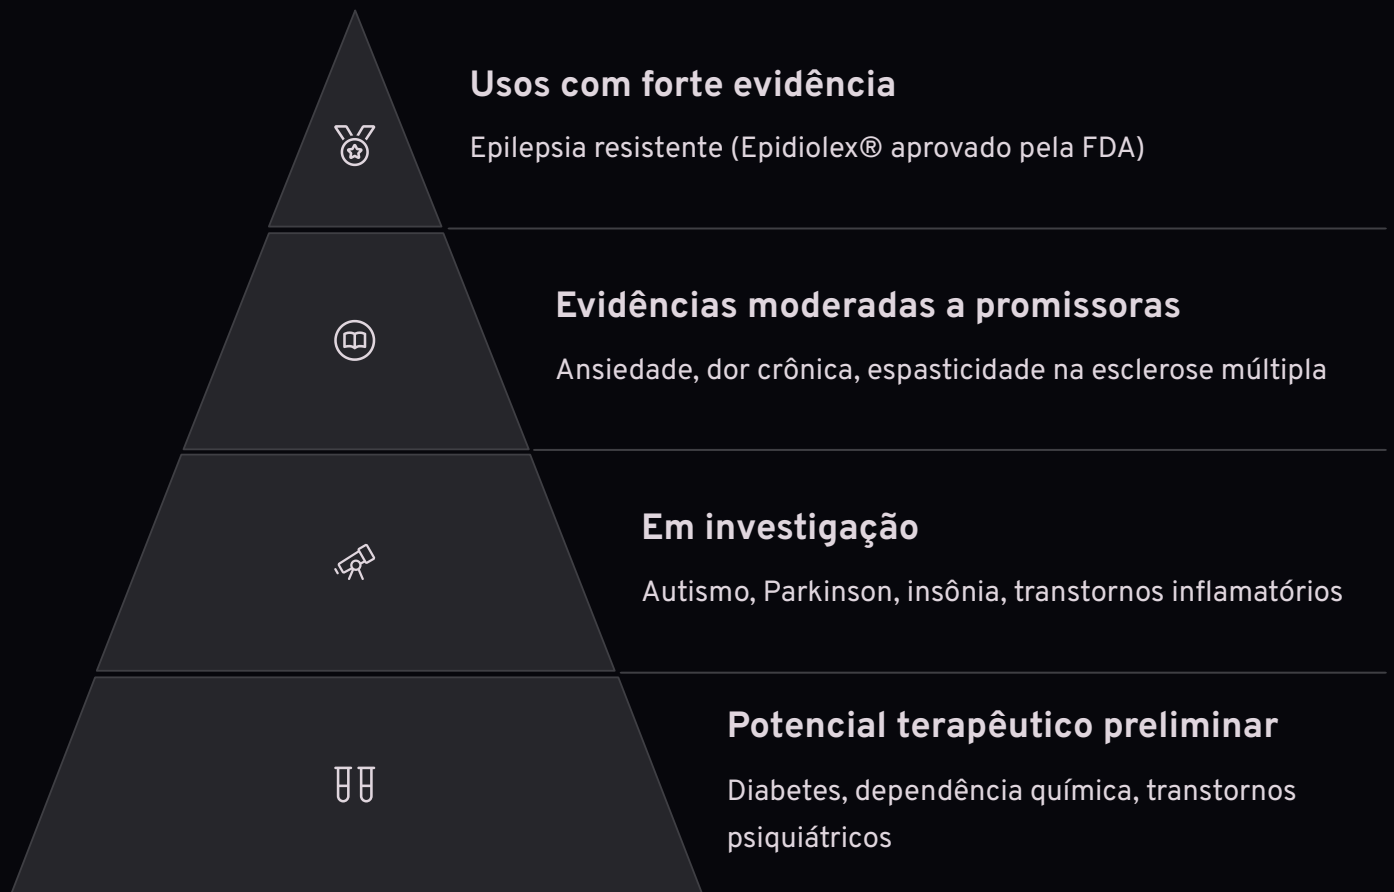 Usos com forte evidência
Epilepsia resistente (Epidiolex® aprovado pela FDA)
Evidências moderadas a promissoras
Ansiedade, dor crônica, espasticidade na esclerose múltipla
Em investigação
Autismo, Parkinson, insônia, transtornos inflamatórios
Potencial terapêutico preliminar
Diabetes, dependência química, transtornos
psiquiátricos